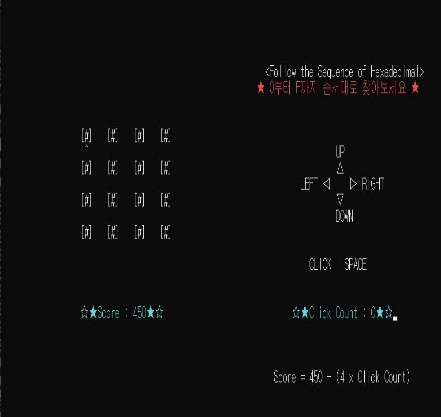 <Follow the Sequence of Hexadecimal>
★ 0부터 F까지 순서대로 찾아보세요 ★
[#] [#] [#] [#]
^
[#] [#] [#] [#]
[#] [#] [#] [#]
[#] [#] [#] [#]
UP
△
LEFT ◁ ▷ RIGHT
▽
DOWN
CLICK SPACE
☆★Score : 450★☆
☆★Click Count : 0★☆
Score = 450 - (4 x Click Count)